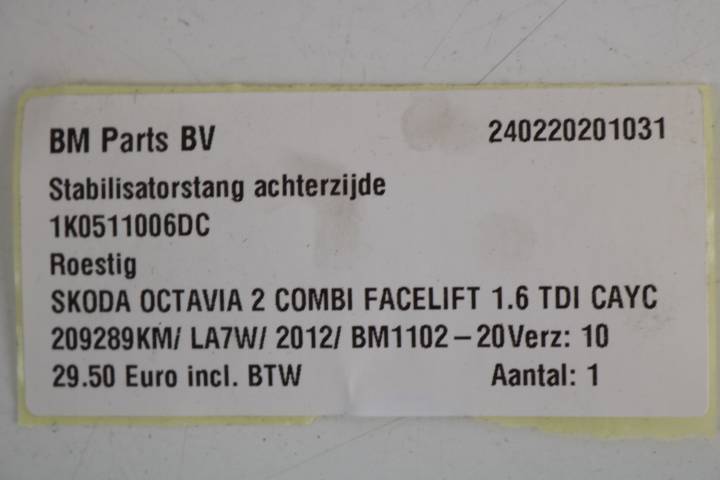 BM Parts BV 240220201031
Stabilisatorstang achterzijde
1K0511006DC
Roestig
SKODA OCTAVIA 2 COMBI FACELIFT 1.6 TDI CAYC
209289KM/ LA7W/ 2012/ BM1102-20Verz: 10
29.50 Euro incl. BTW Aantal: 1